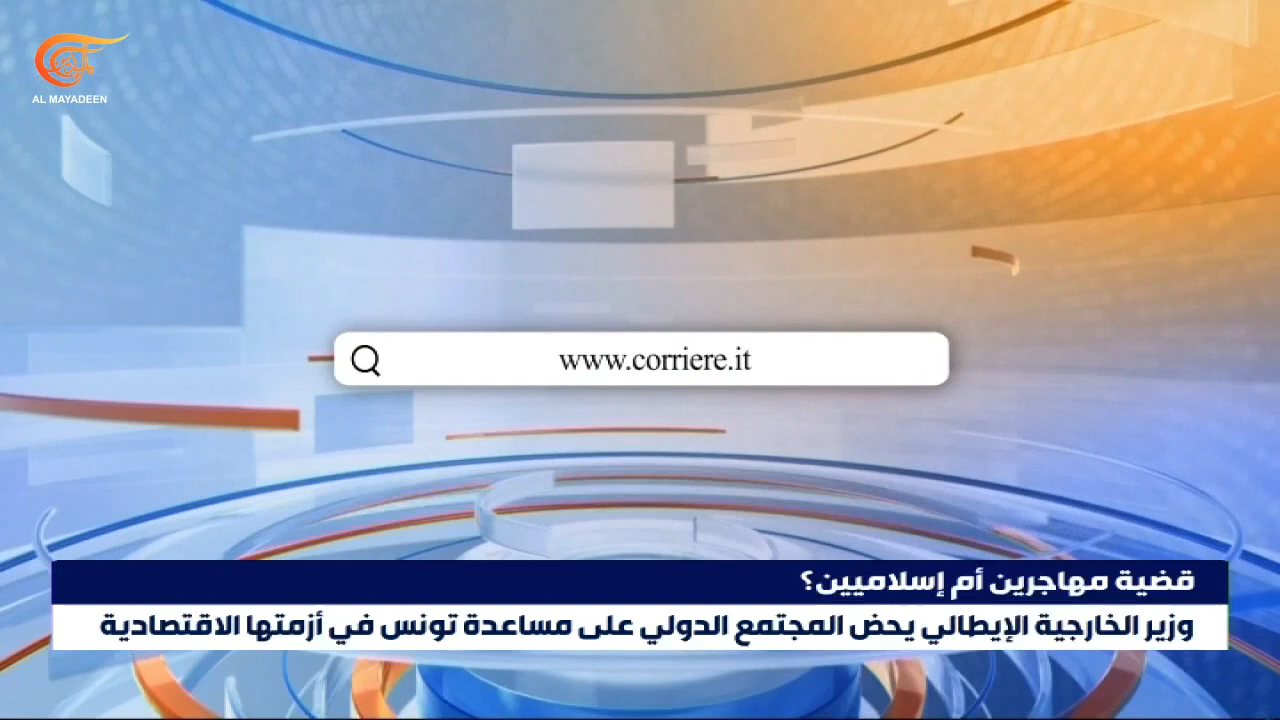 AL MAYADEEN
www.corriere.it
قضية مهاجرين أم إسلاميين؟
وزير الخارجية الإيطالي يحض المجتمع الدولي على مساعدة تونس في أزمتها الاقتصادية